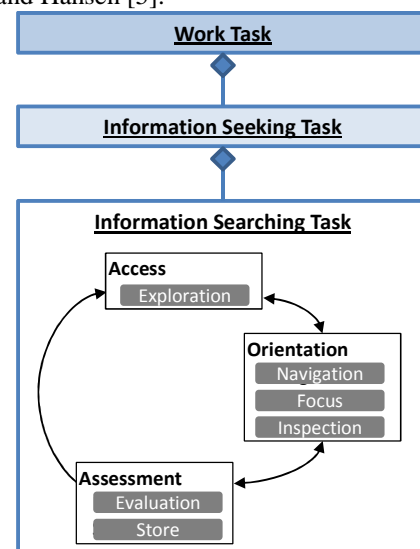 and Hansen [5].
Work Task
Information Seeking Task
Information Searching Task
Access
Exploration
Orientation
Navigation
Focus
Inspection
Assessment
Evaluation
Store